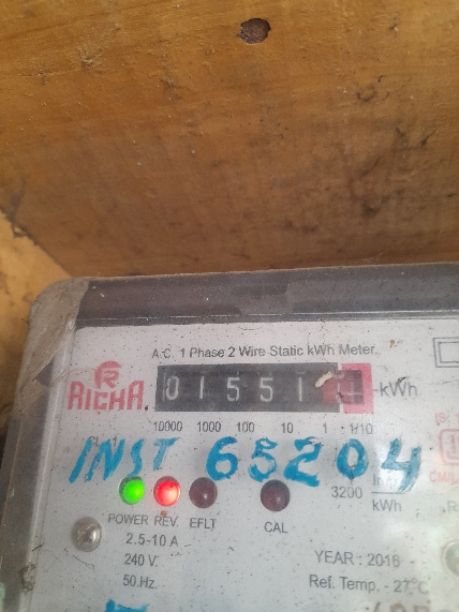 A.C. 1 Phase 2 Wire Static kWh Meter.
R
RICHA.
01551
kWh
10000 1000 100 10 1 1/10
INST 65204
3200
kWh
POWER REV. EFLT CAL
2.5-10 A
240 V.
50.Hz.
YEAR : 2016
Ref. Temp. - 27°C